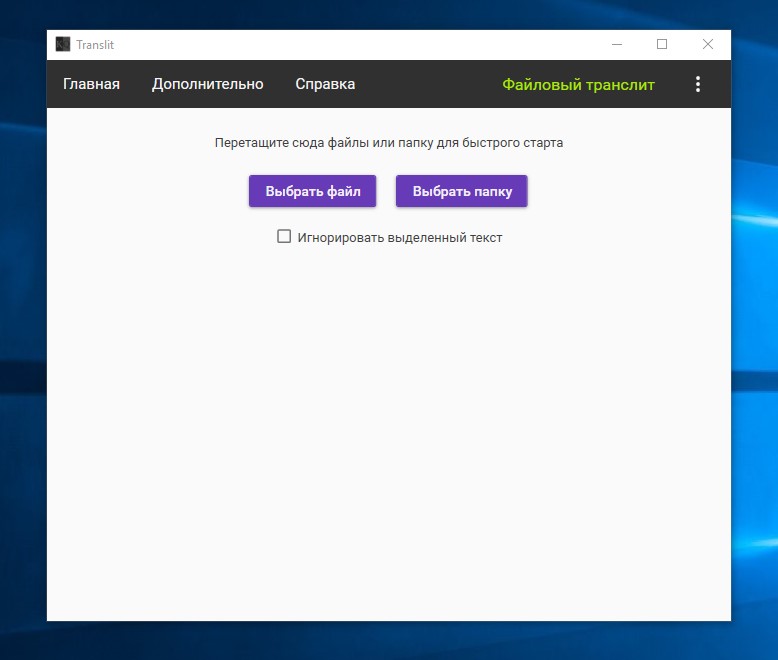 Translit
Главная Дополнительно Справка Файловый транслит
Перетащите сюда файлы или папку для быстрого старта
Выбрать файл Выбрать папку
Игнорировать выделенный текст